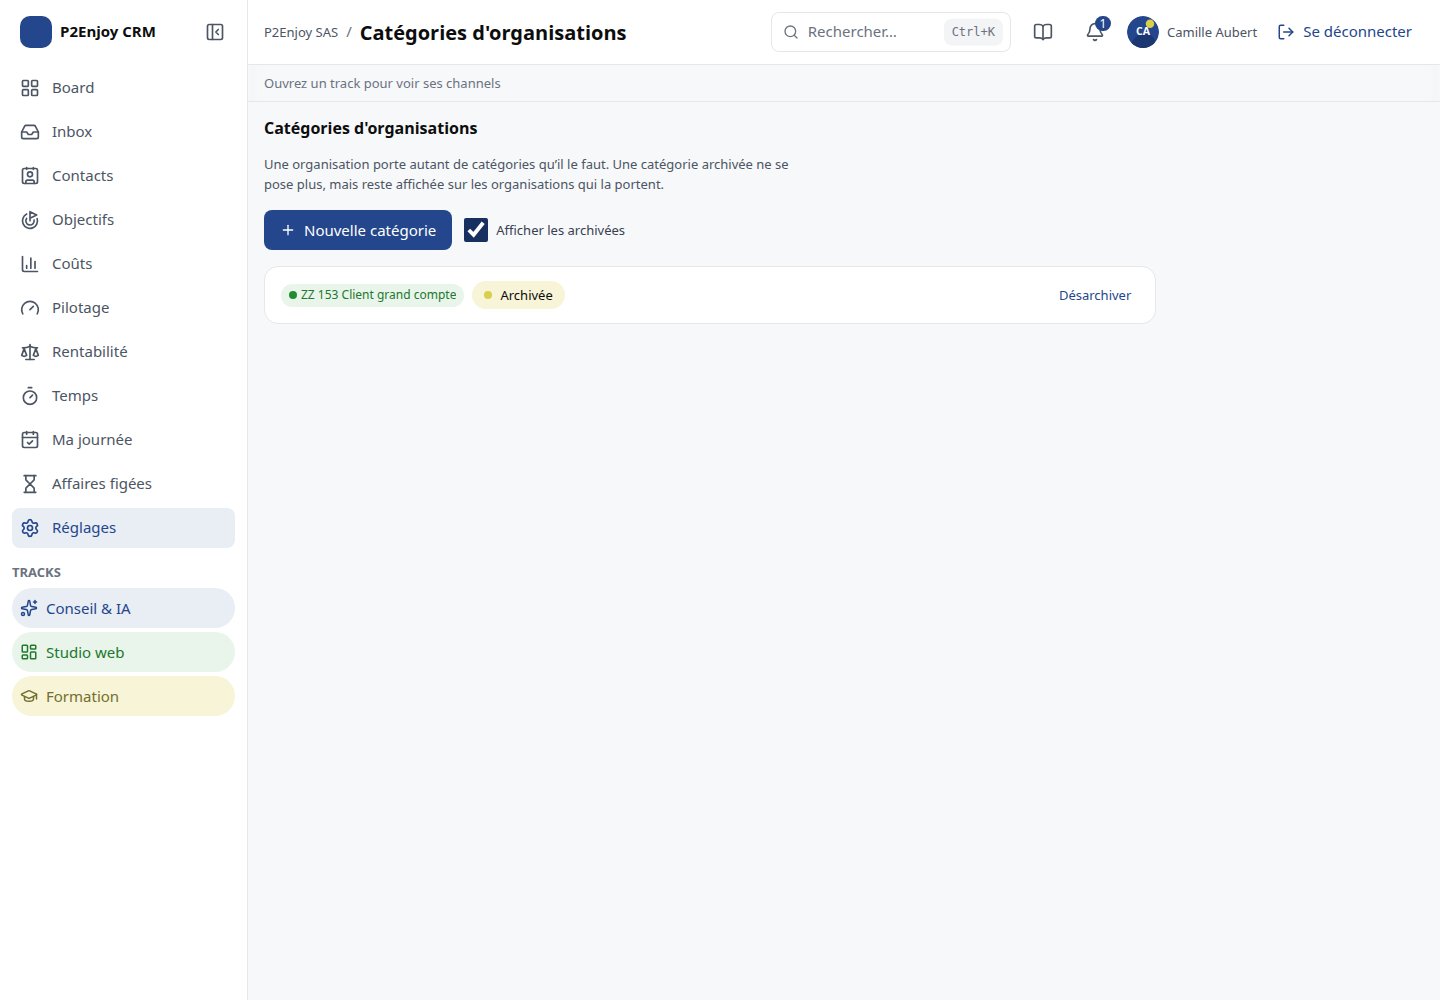 P2Enjoy CRM
Board
Inbox
Contacts
Objectifs
Coûts
Pilotage
Rentabilité
Temps
Ma journée
Affaires figées
Réglages
TRACKS
Conseil & IA
Studio web
Formation
P2Enjoy SAS / Catégories d'organisations
Rechercher... Ctrl+K
1
CA
Camille Aubert
Se déconnecter
Ouvrez un track pour voir ses channels
Catégories d'organisations
Une organisation porte autant de catégories qu'il le faut. Une catégorie archivée ne se
pose plus, mais reste affichée sur les organisations qui la portent.
+ Nouvelle catégorie
Afficher les archivées
ZZ 153 Client grand compte
Archivée
Désarchiver